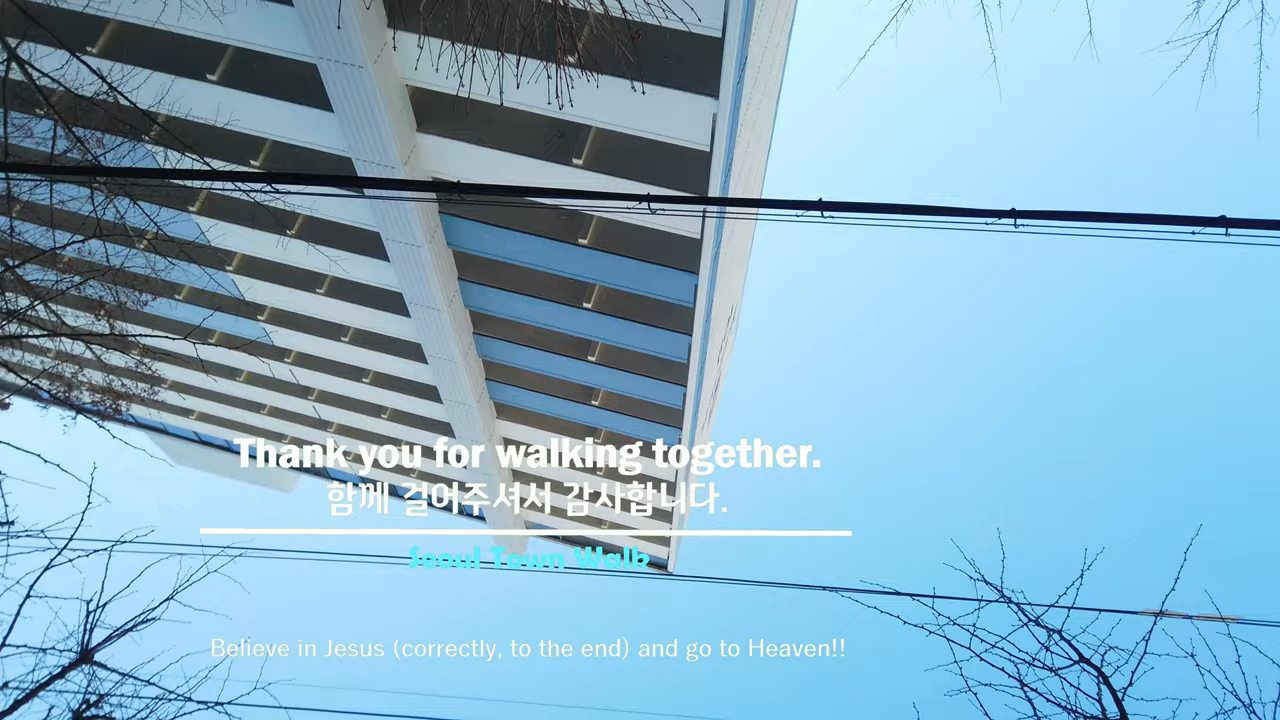 Thank you for walking together.
함께 걸어주셔서 감사합니다.
Seoul Town Walk
Believe in Jesus (correctly, to the end) and go to Heaven!!